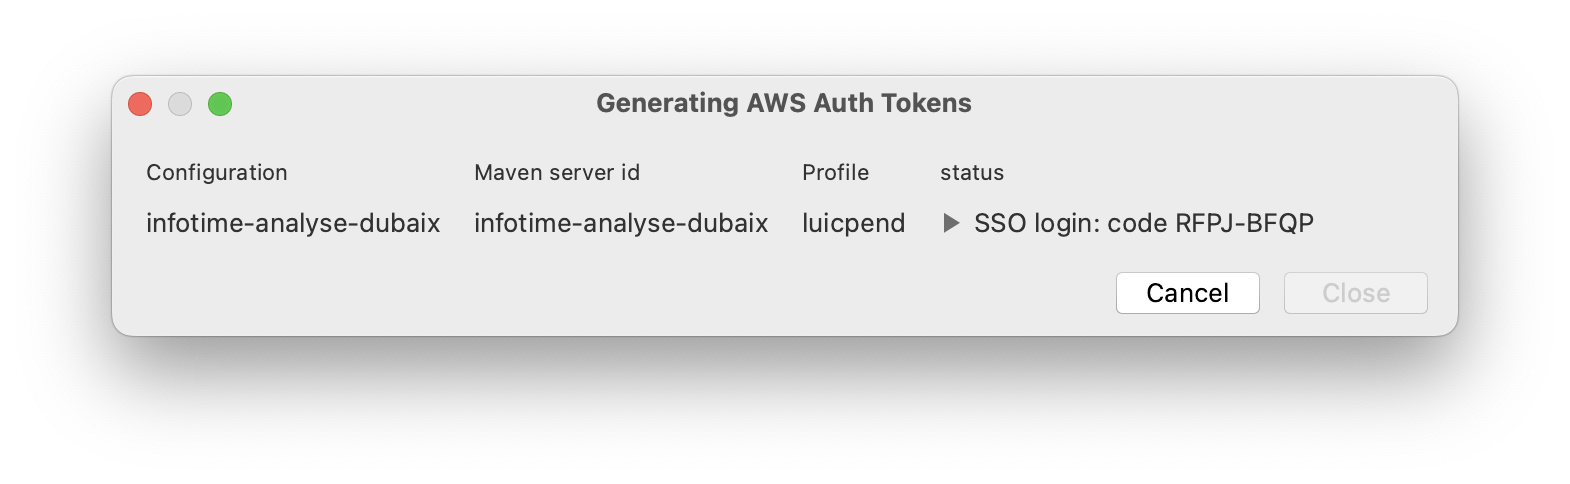 Generating AWS Auth Tokens
Configuration Maven server id Profile status
infotime-analyse-dubaix infotime-analyse-dubaix luicpend SSO login: code RFPJ-BFQP
Cancel Close